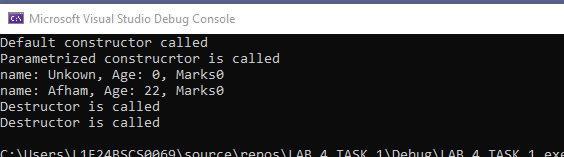 Microsoft Visual Studio Debug Console
Default constructor called
Parametrized construcrtor is called
name: Unkown, Age: 0, Marks0
name: Afham, Age: 22, Marks0
Destructor is called
Destructor is called
C:\Users\L1F24BSCS0069\source\repos\LAB 4 TASK 1\Debug\LAB 4 TASK 1.exe